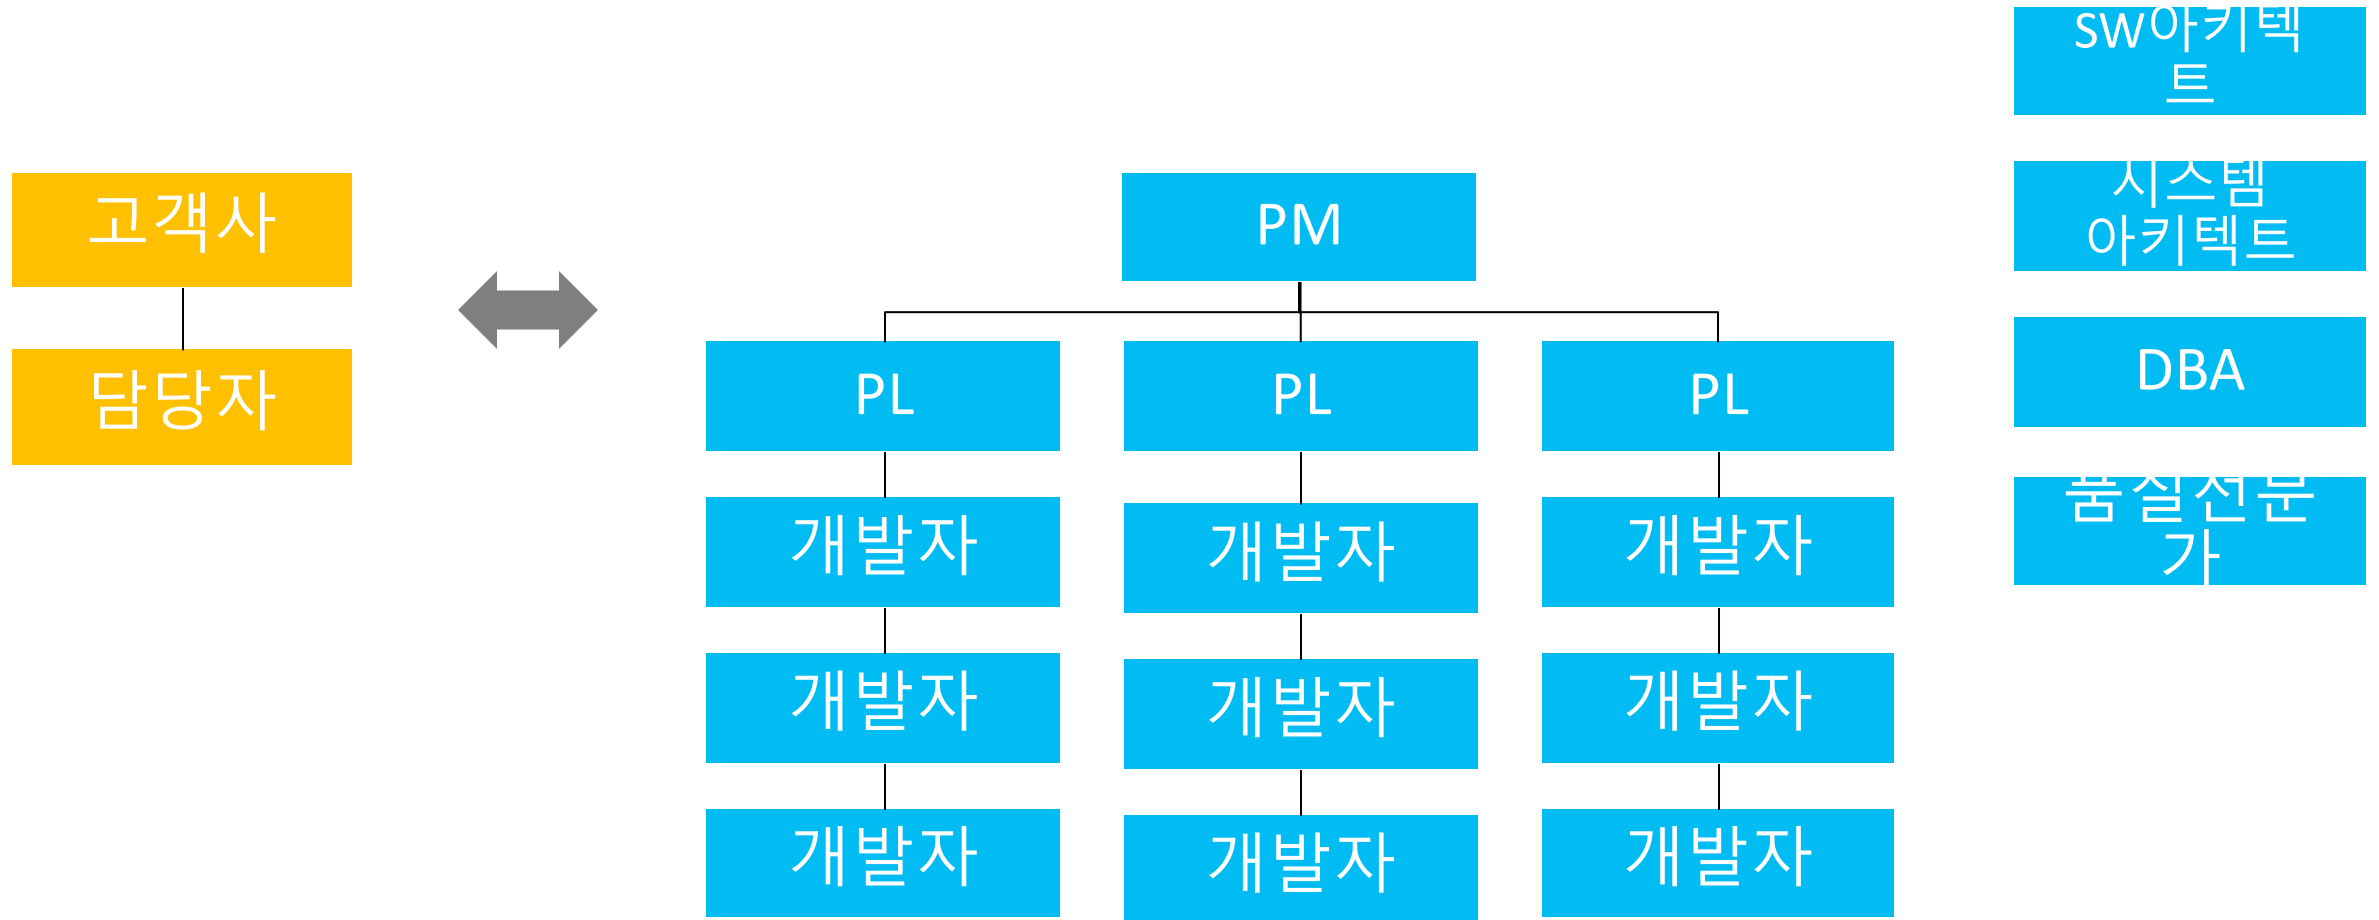 고객사
담당자
PM
PL
PL
PL
개발자
개발자
개발자
개발자
개발자
개발자
개발자
개발자
개발자
SW아키텍
트
시스템
아키텍트
DBA
품질전문
가